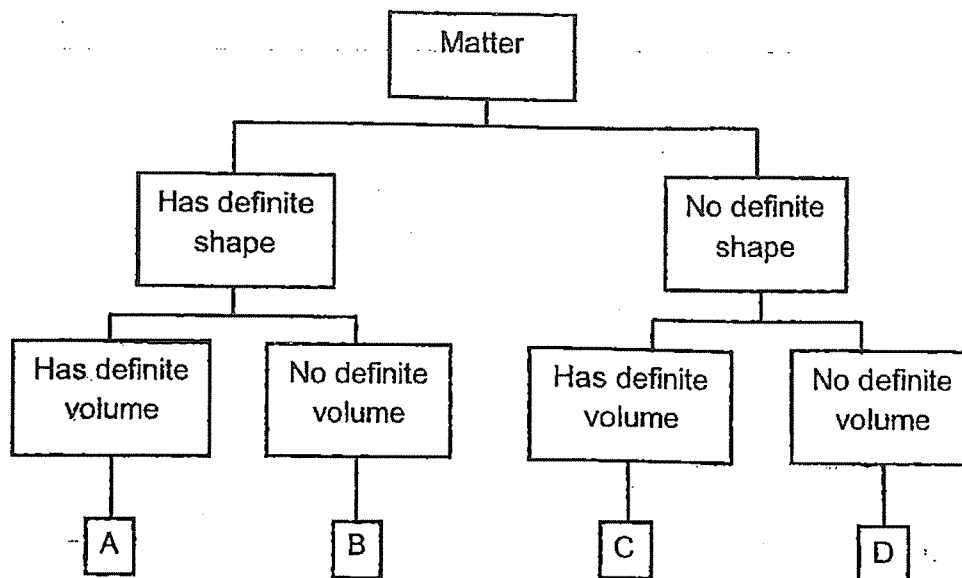 Matter
Has definite
shape
No definite
shape
Has definite
volume
No definite
volume
Has definite
volume
No definite
volume
A
B
C
D